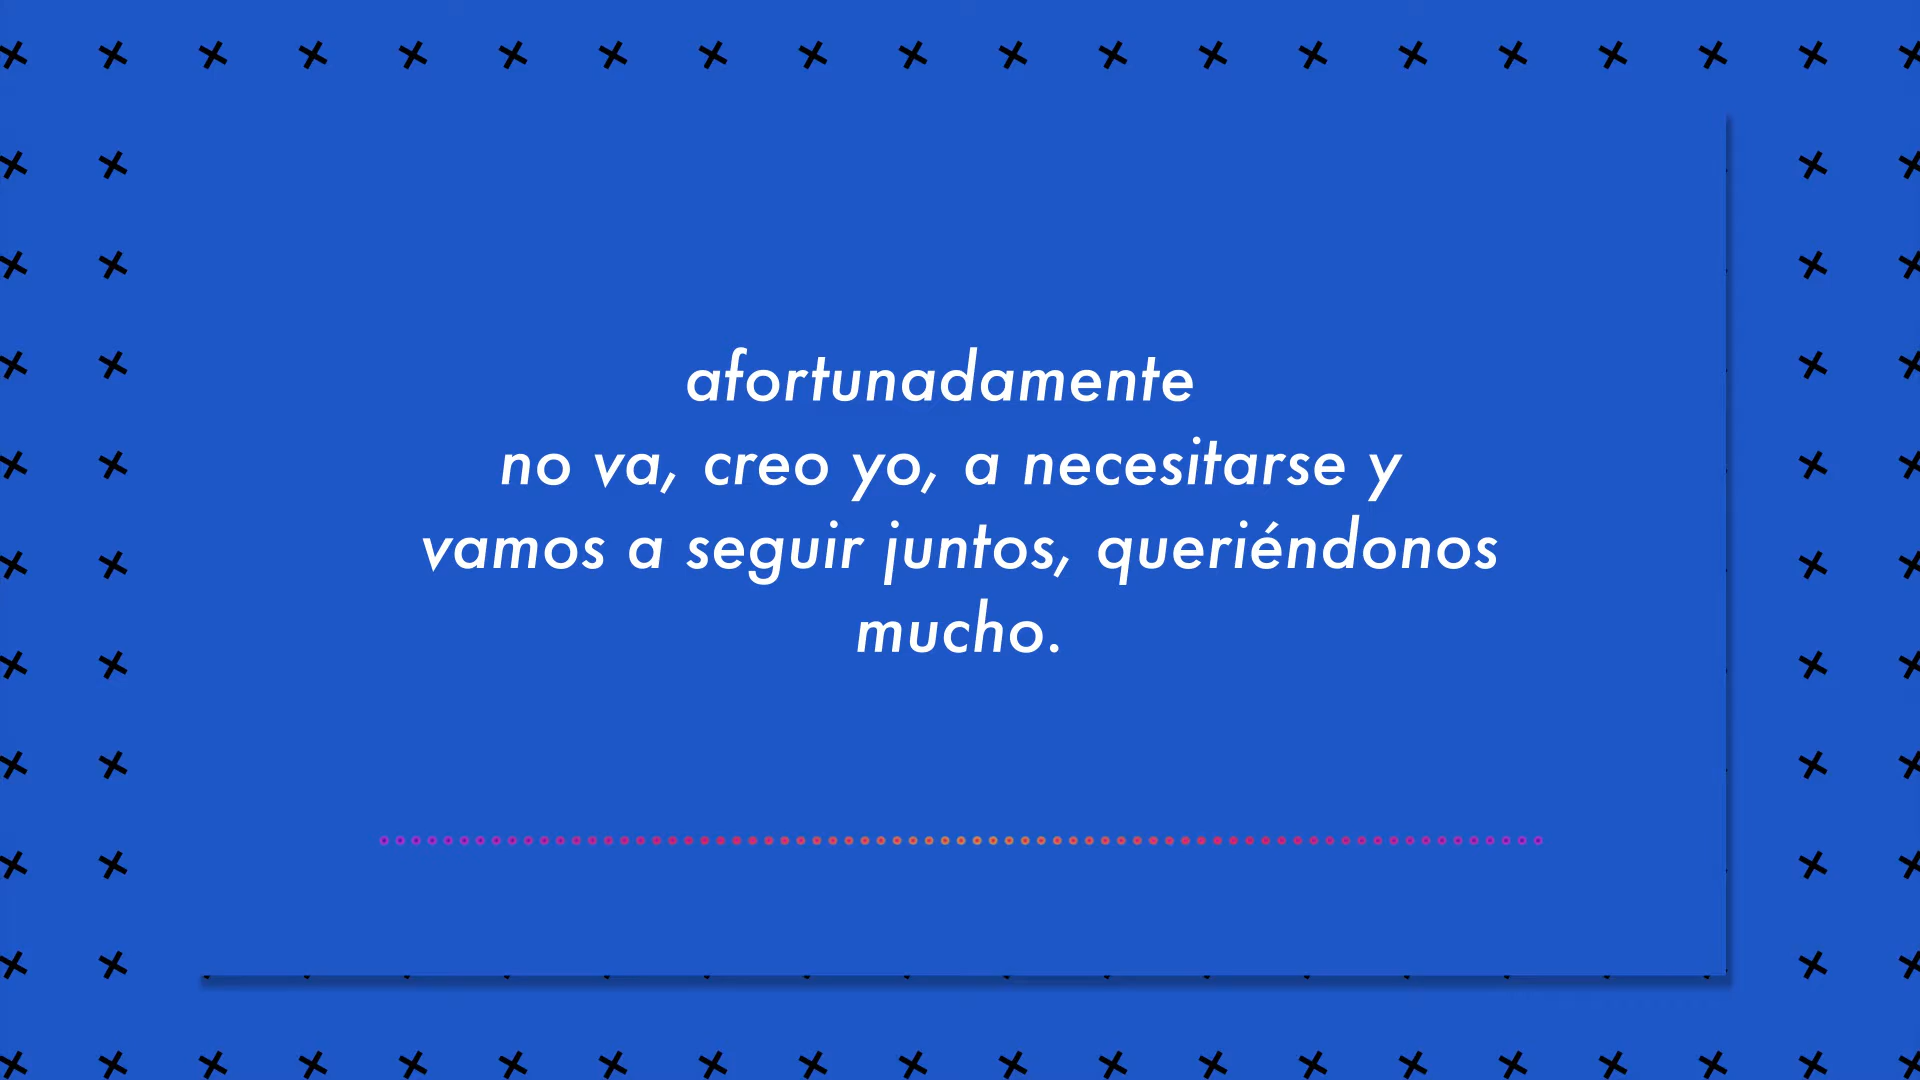 afortunadamente
no va, creo yo, a necesitarse y
vamos a seguir juntos, queriéndonos
mucho.